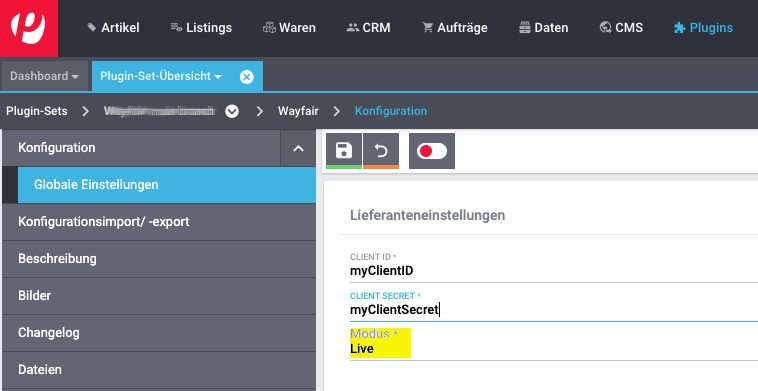 Artikel
Listings
Waren
CRM
Aufträge
Daten
CMS
Plugins
Dashboard
Plugin-Set-Übersicht
Plugin-Sets
Wayfair
Konfiguration
Konfiguration
Globale Einstellungen
Konfigurationsimport/ -export
Beschreibung
Bilder
Changelog
Dateien
Lieferanteneinstellungen
CLIENT ID *
myClientID
CLIENT SECRET *
myClientSecret
Modus *
Live